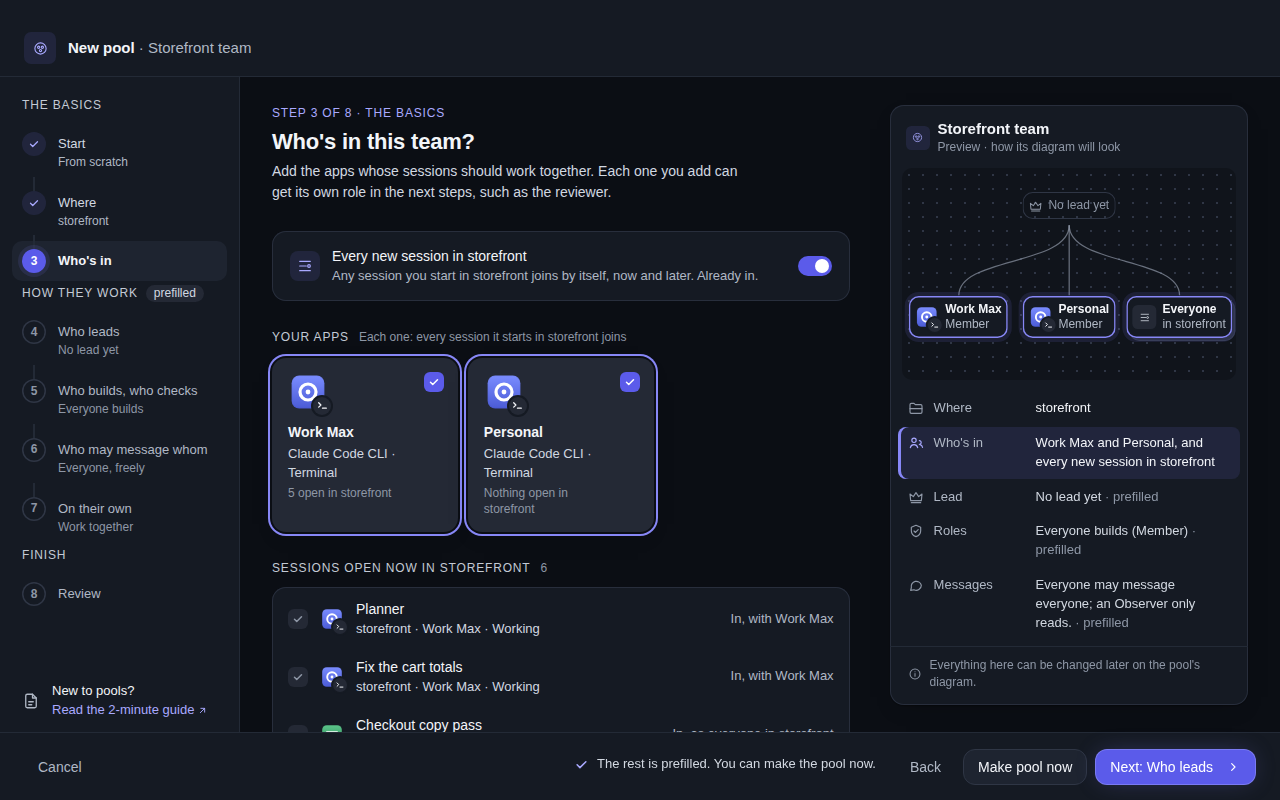 New pool · Storefront team
THE BASICS
Start
From scratch
Where
storefront
3
Who's in
HOW THEY WORK
prefilled
4
Who leads
No lead yet
5
Who builds, who checks
Everyone builds
6
Who may message whom
Everyone, freely
7
On their own
Work together
FINISH
8
Review
New to pools?
Read the 2-minute guide
STEP 3 OF 8 · THE BASICS
Who's in this team?
Add the apps whose sessions should work together. Each one you add can
get its own role in the next steps, such as the reviewer.
Every new session in storefront
Any session you start in storefront joins by itself, now and later. Already in.
YOUR APPS Each one: every session it starts in storefront joins
Work Max
Claude Code CLI ·
Terminal
5 open in storefront
Personal
Claude Code CLI ·
Terminal
Nothing open in
storefront
SESSIONS OPEN NOW IN STOREFRONT 6
Planner
storefront · Work Max · Working
In, with Work Max
Fix the cart totals
storefront · Work Max · Working
In, with Work Max
Checkout copy pass
In, as everyone in storefront
Storefront team
Preview · how its diagram will look
No lead yet
Work Max
Member
Personal
Member
Everyone
in storefront
Where
storefront
Who's in
Work Max and Personal, and
every new session in storefront
Lead
No lead yet · prefilled
Roles
Everyone builds (Member) ·
prefilled
Messages
Everyone may message
everyone; an Observer only
reads. · prefilled
Everything here can be changed later on the pool's
diagram.
Cancel
The rest is prefilled. You can make the pool now.
Back
Make pool now
Next: Who leads